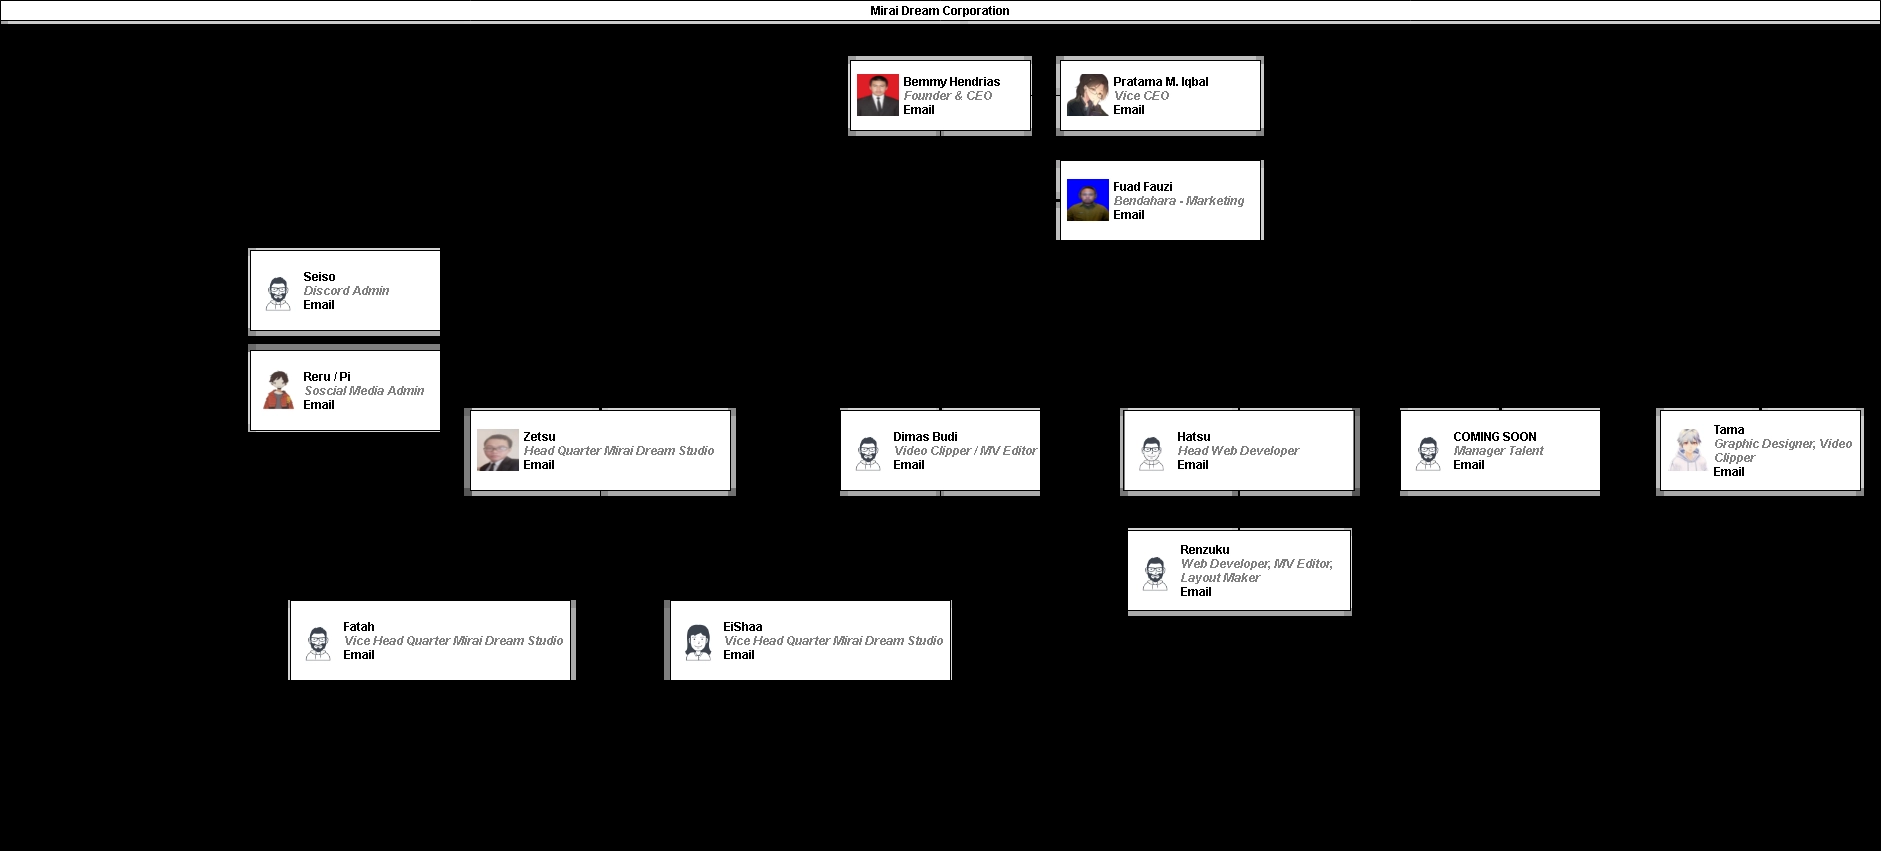 Mirai Dream Corporation
Bemmy Hendrias
Founder & CEO
Email
Pratama M. Iqbal
Vice CEO
Email
Fuad Fauzi
Bendahara - Marketing
Email
Seiso
Discord Admin
Email
Reru / Pi
Soscial Media Admin
Email
Zetsu
Head Quarter Mirai Dream Studio
Email
Dimas Budi
Video Clipper / MV Editor
Email
Hatsu
Head Web Developer
Email
COMING SOON
Manager Talent
Email
Tama
Graphic Designer, Video
Clipper
Email
Renzuku
Web Developer, MV Editor,
Layout Maker
Email
Fatah
Vice Head Quarter Mirai Dream Studio
Email
EiShaa
Vice Head Quarter Mirai Dream Studio
Email